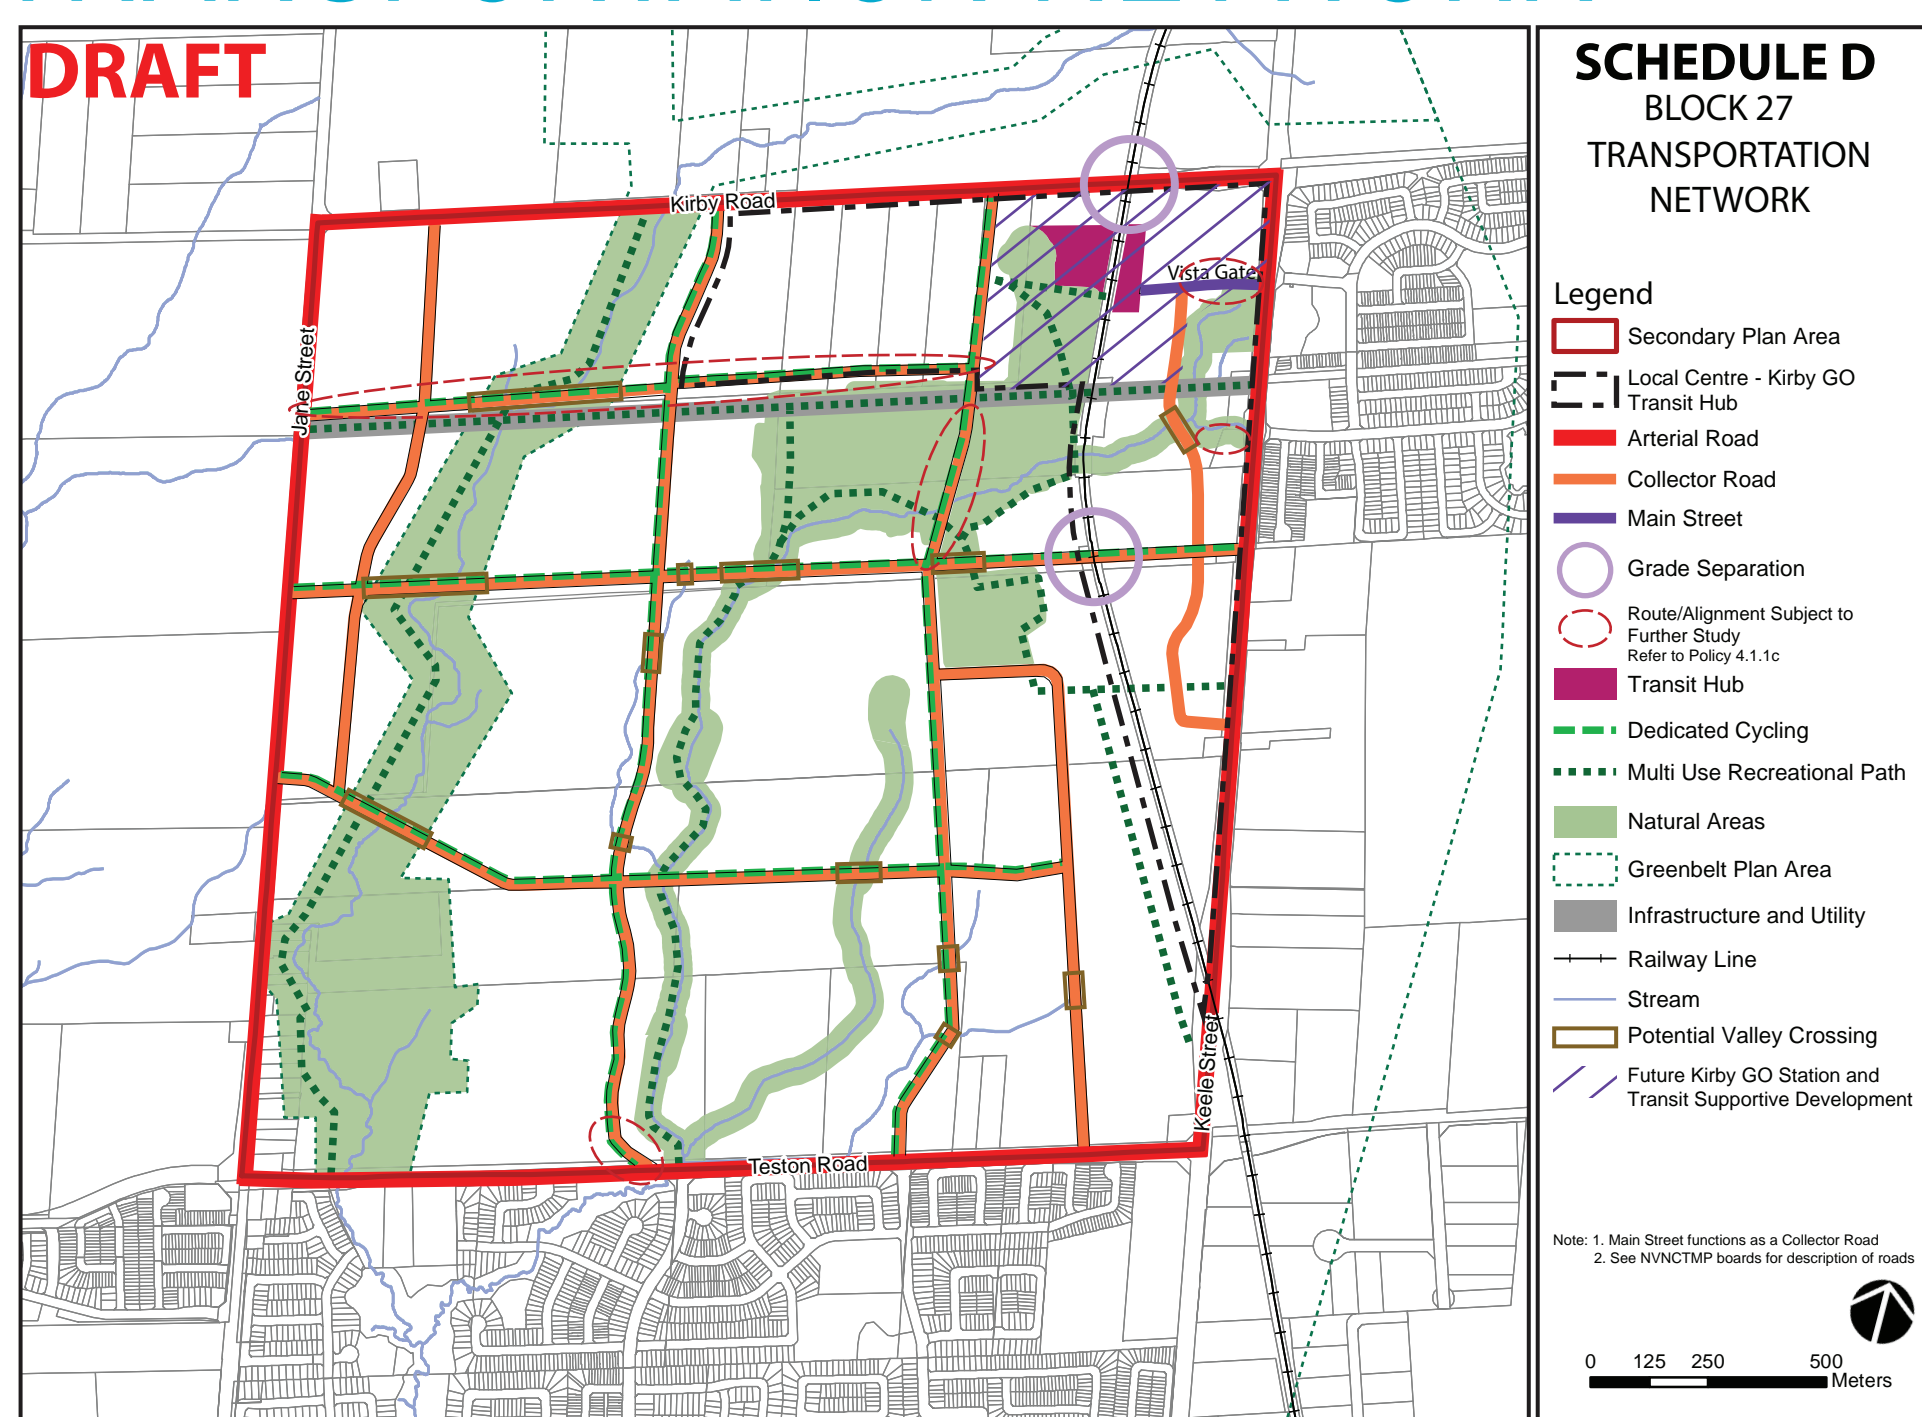 DRAFT
Kirby Road
Jane Street
Vista Gate
Keele Street
Teston Road
SCHEDULE D
BLOCK 27
TRANSPORTATION
NETWORK
Legend
Secondary Plan Area
Local Centre - Kirby GO
Transit Hub
Arterial Road
Collector Road
Main Street
Grade Separation
Route/Alignment Subject to
Further Study
Refer to Policy 4.1.1c
Transit Hub
Dedicated Cycling
Multi Use Recreational Path
Natural Areas
Greenbelt Plan Area
Infrastructure and Utility
Railway Line
Stream
Potential Valley Crossing
Future Kirby GO Station and
Transit Supportive Development
Note: 1. Main Street functions as a Collector Road
2. See NVNCTMP boards for description of roads
0 125 250 500
Meters